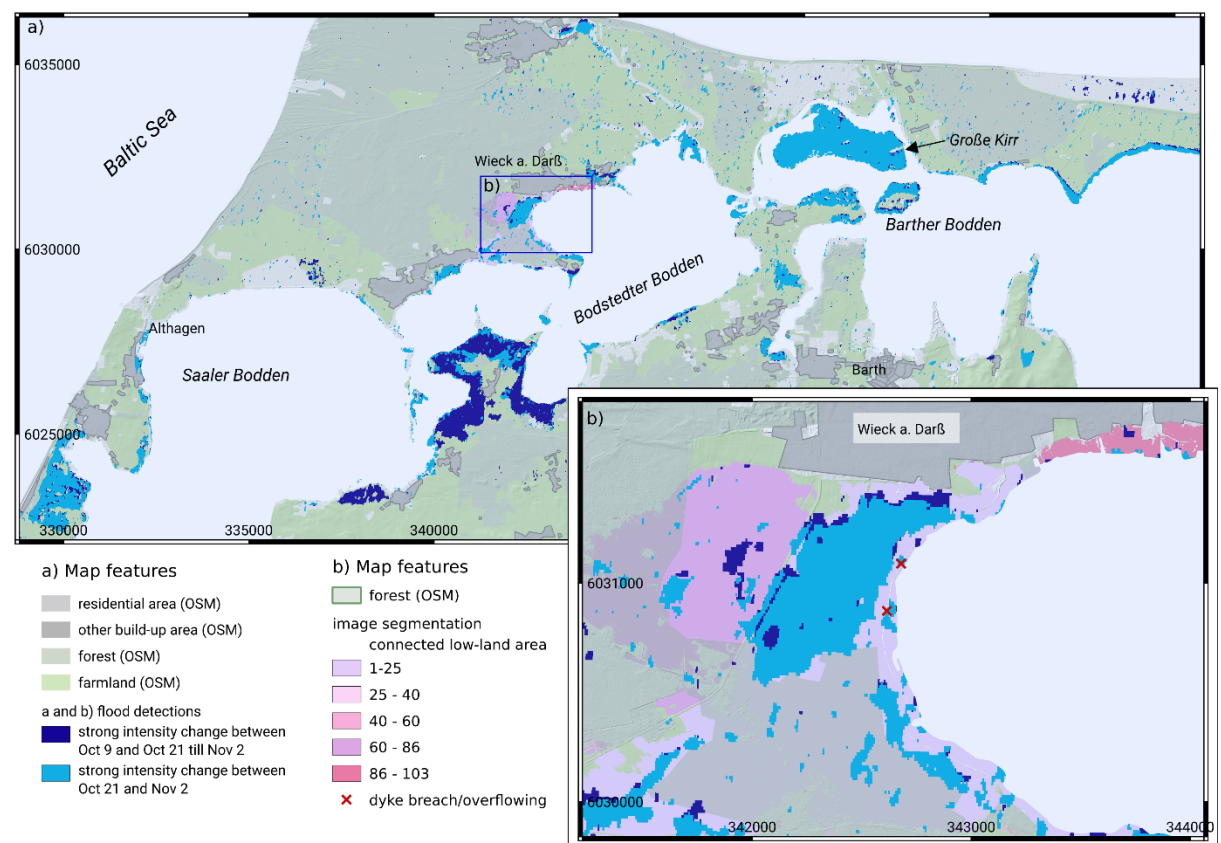 a)
6035000
Baltic Sea
Große Kirr
Wieck a. Darß
b)
Barther Bodden
6030000
Bodstedter Bodden
Althagen
Barth
Saaler Bodden
6025000
330000
335000
340000
a) Map features
residential area (OSM)
other build-up area (OSM)
forest (OSM)
farmland (OSM)
a and b) flood detections
strong intensity change between
Oct 9 and Oct 21 till Nov 2
strong intensity change between
Oct 21 and Nov 2
b) Map features
forest (OSM)
image segmentation
connected low-land area
1-25
25 - 40
40 - 60
60 - 86
86 - 103
dyke breach/overflowing
b)
Wieck a. Darß
6031000
6030000
342000
343000
344000